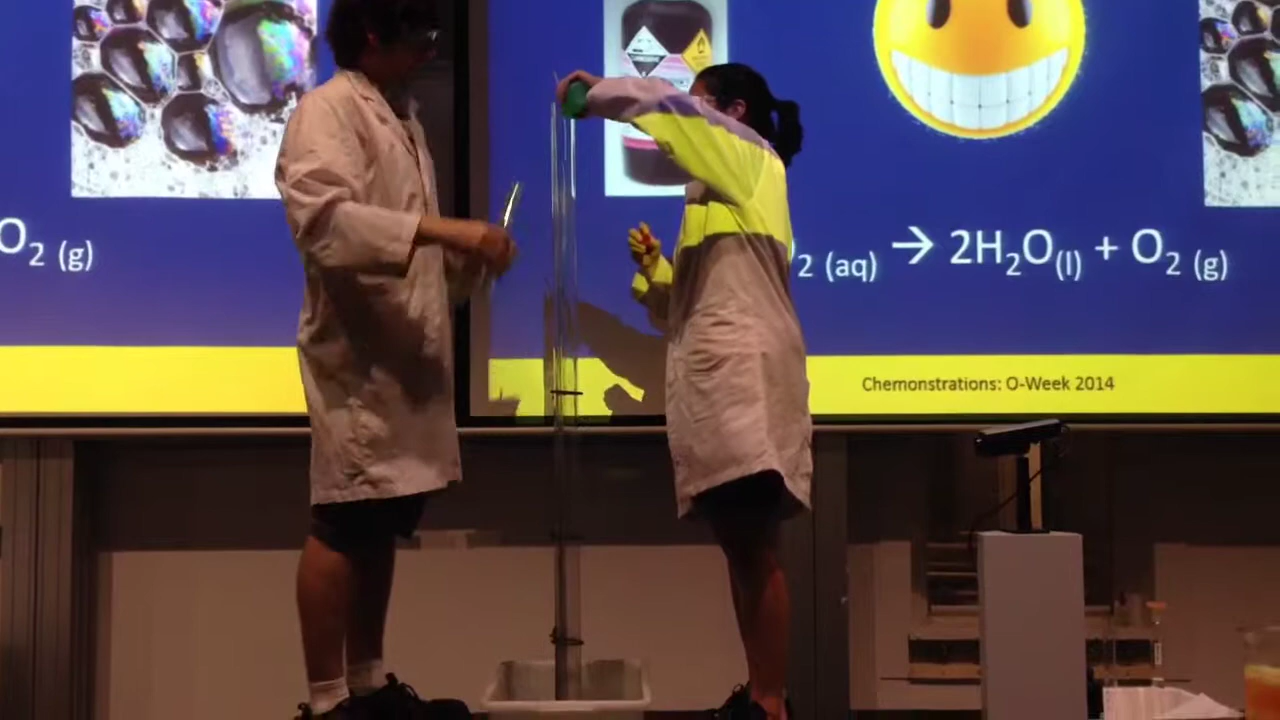 O₂ (g)
₂ (aq) → 2H₂O(l) + O₂ (g)
Chemonstrations: O-Week 2014